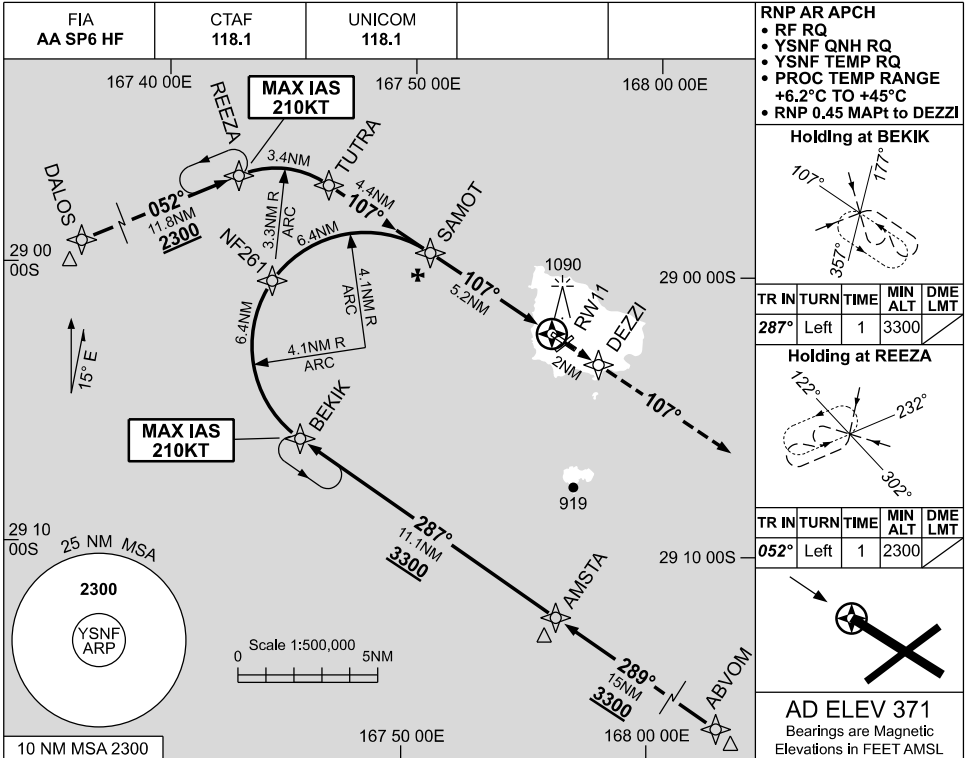 FIA
AA SP6 HF
CTAF
118.1
UNICOM
118.1
RNP AR APCH
• RF RQ
• YSNF QNH RQ
• YSNF TEMP RQ
• PROC TEMP RANGE
+6.2°C TO +45°C
• RNP 0.45 MAPt to DEZZI
167 40 00E
167 50 00E
168 00 00E
MAX IAS
210KT
REEZA
3.4NM
TUTRA
DALOS
052°
11.8NM
2300
4.4NM
107°
SAMOT
3.3NM R
ARC
6.4NM
NF261
4.1NM R
ARC
29 00
00S
29 00 00S
107°
5.2NM
1090
RW11
DEZZI
2NM
107°
6.4NM
4.1NM R
ARC
15° E
BEKIK
MAX IAS
210KT
919
287°
11.1NM
3300
29 10
00S
29 10 00S
AMSTA
25 NM MSA
2300
YSNF
ARP
10 NM MSA 2300
Scale 1:500,000
0
5NM
289°
15NM
3300
ABVOM
167 50 00E
168 00 00E
Holding at BEKIK
107°
177°
357°
TR IN TURN TIME MIN ALT DME LMT
287° Left 1 3300
Holding at REEZA
122°
232°
302°
TR IN TURN TIME MIN ALT DME LMT
052° Left 1 2300
AD ELEV 371
Bearings are Magnetic
Elevations in FEET AMSL